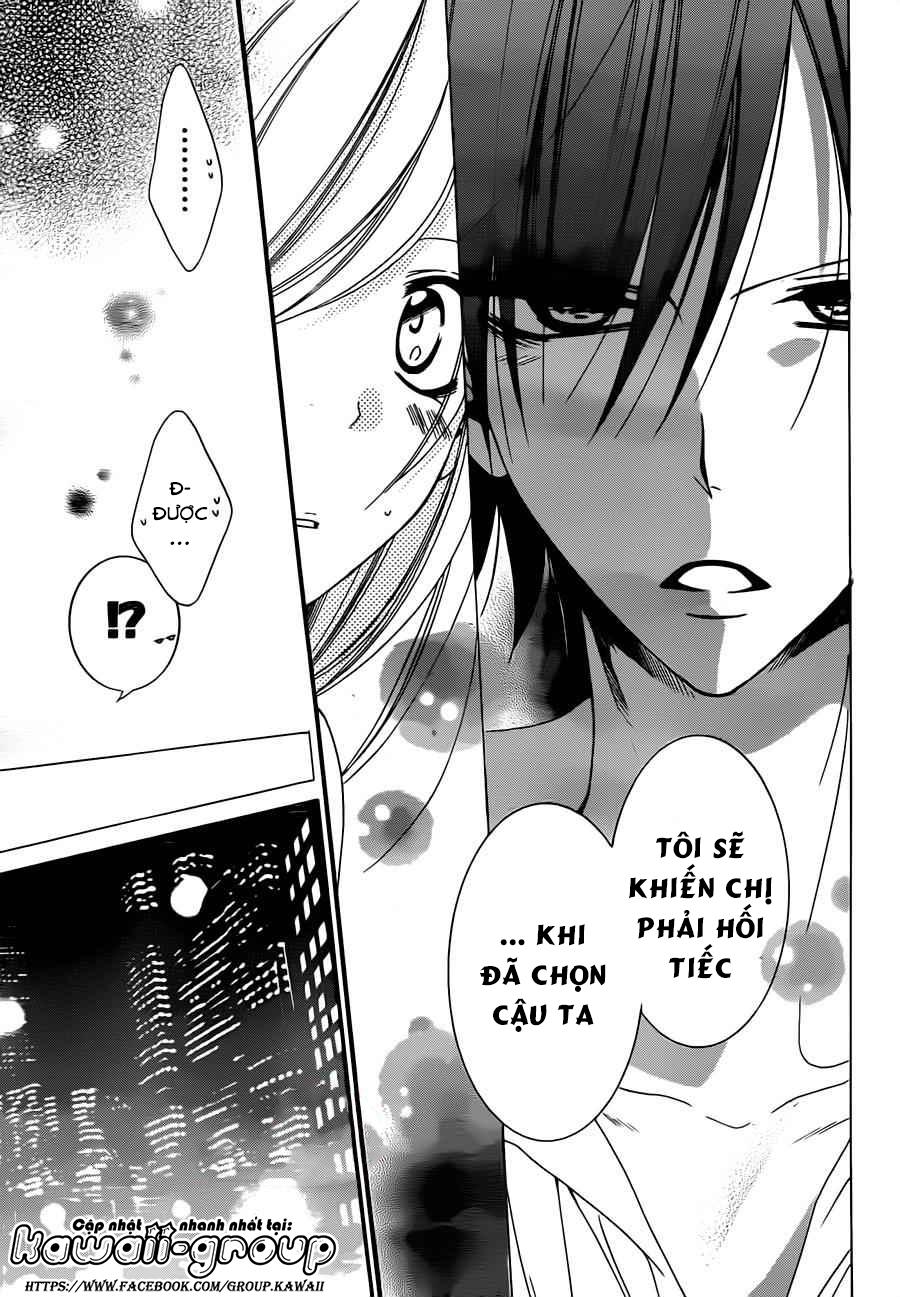 TÔI SẼ
KHIẾN CHỊ
PHẢI HỐI
TIẾC
... KHI
ĐÃ CHỌN
CẬU TA
.........
Đ-
ĐƯỢC
...
!?
Cập nhật nhanh nhất tại:
kawaii-group
HTTPS://WWW.FACEBOOK.COM/GROUP.KAWAII